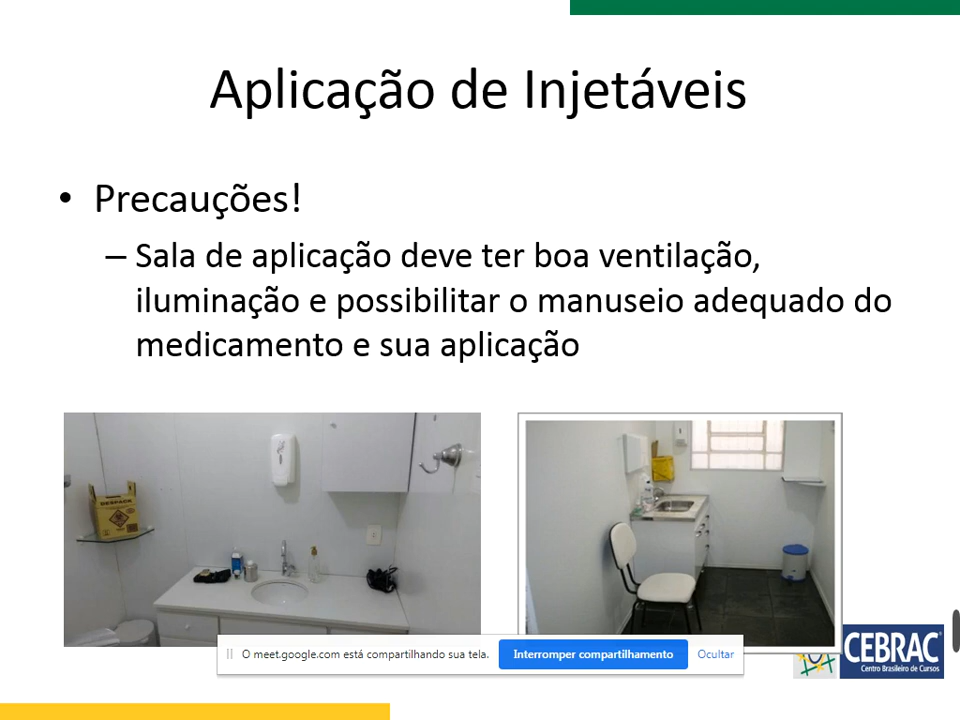 Aplicação de Injetáveis
• Precauções!
– Sala de aplicação deve ter boa ventilação,
iluminação e possibilitar o manuseio adequado do
medicamento e sua aplicação
DESPACK
O meet.google.com está compartilhando sua tela.
Interromper compartilhamento
Ocultar
CEBRAC
Centro Brasileiro de Cursos